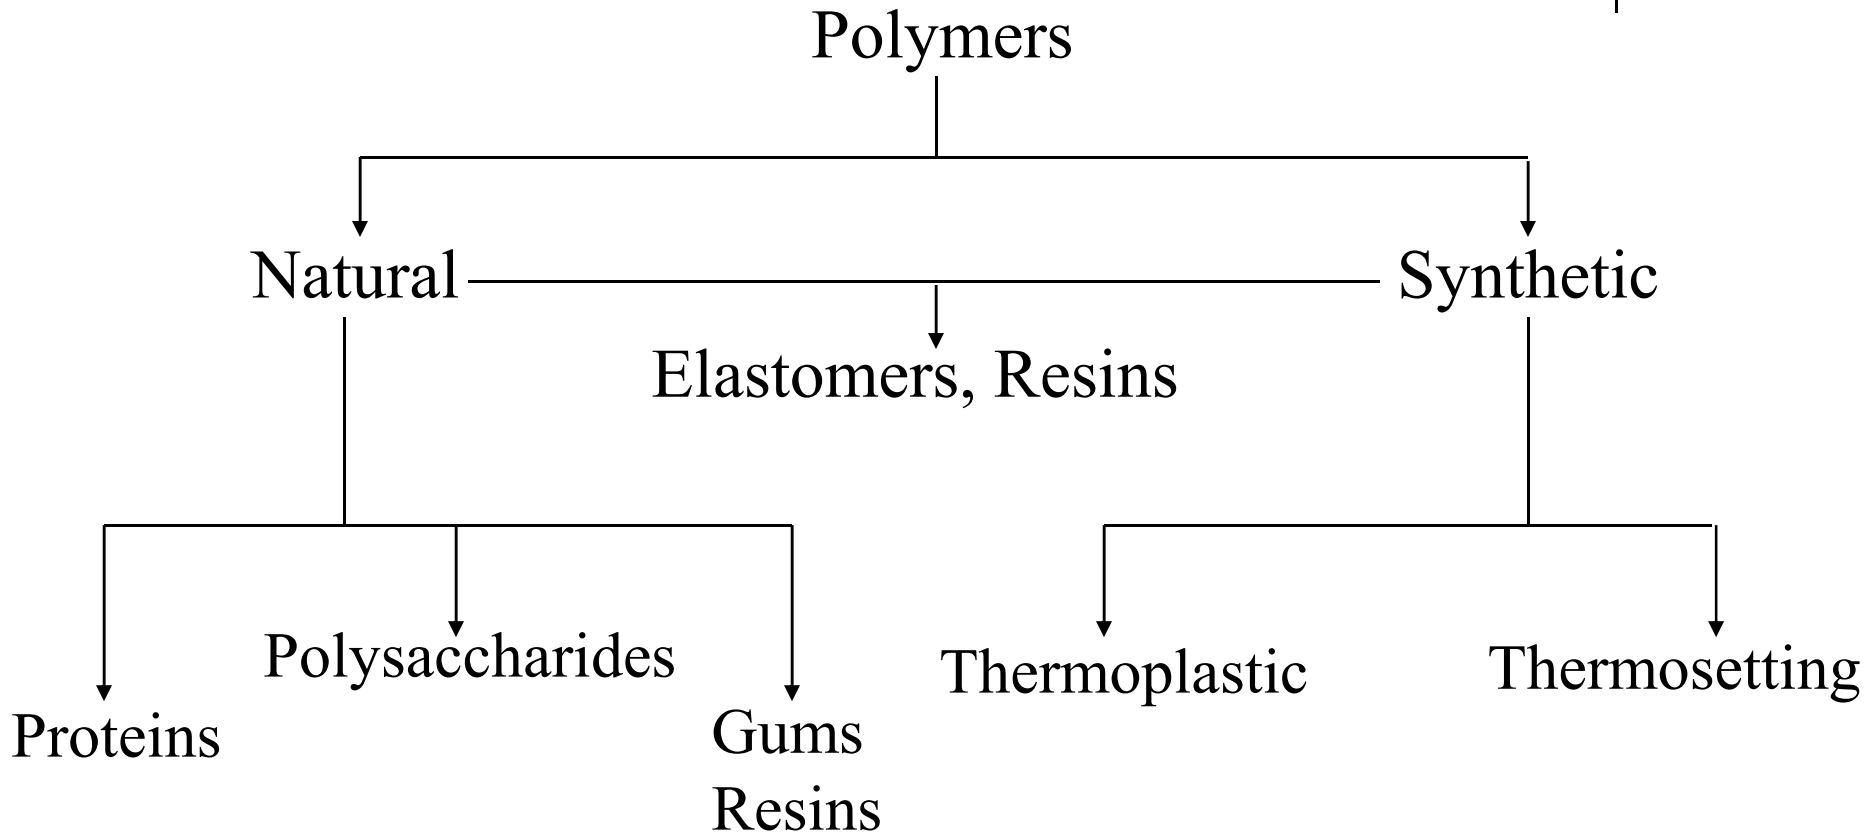 Polymers
Natural
Synthetic
Elastomers, Resins
Proteins
Polysaccharides
Gums
Resins
Thermoplastic
Thermosetting